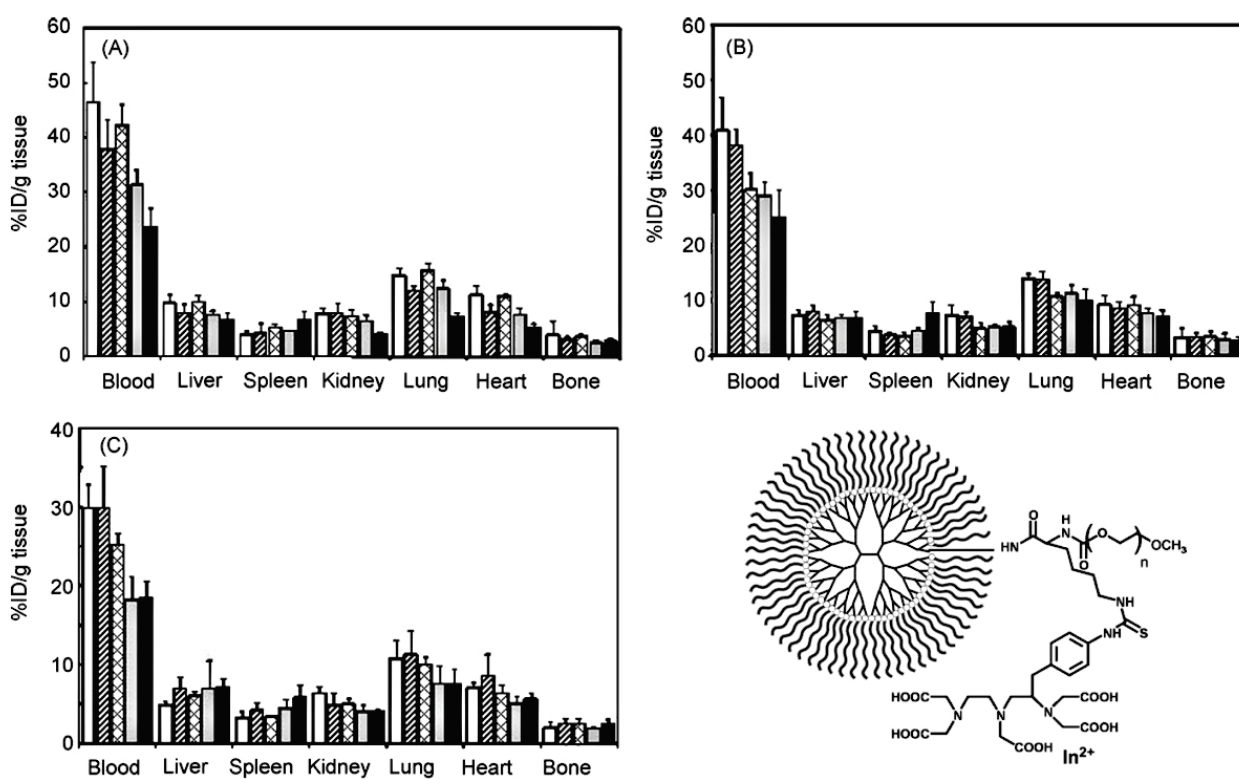 (A)
%ID/g tissue
60
50
40
30
20
10
0
Blood Liver Spleen Kidney Lung Heart Bone
(B)
%ID/g tissue
60
50
40
30
20
10
0
Blood Liver Spleen Kidney Lung Heart Bone
(C)
%ID/g tissue
40
30
20
10
0
Blood Liver Spleen Kidney Lung Heart Bone
O H
HN N O OCH₃
O n
NH
NH S
HOOC COOH
N N N
HOOC COOH
COOH
In²⁺